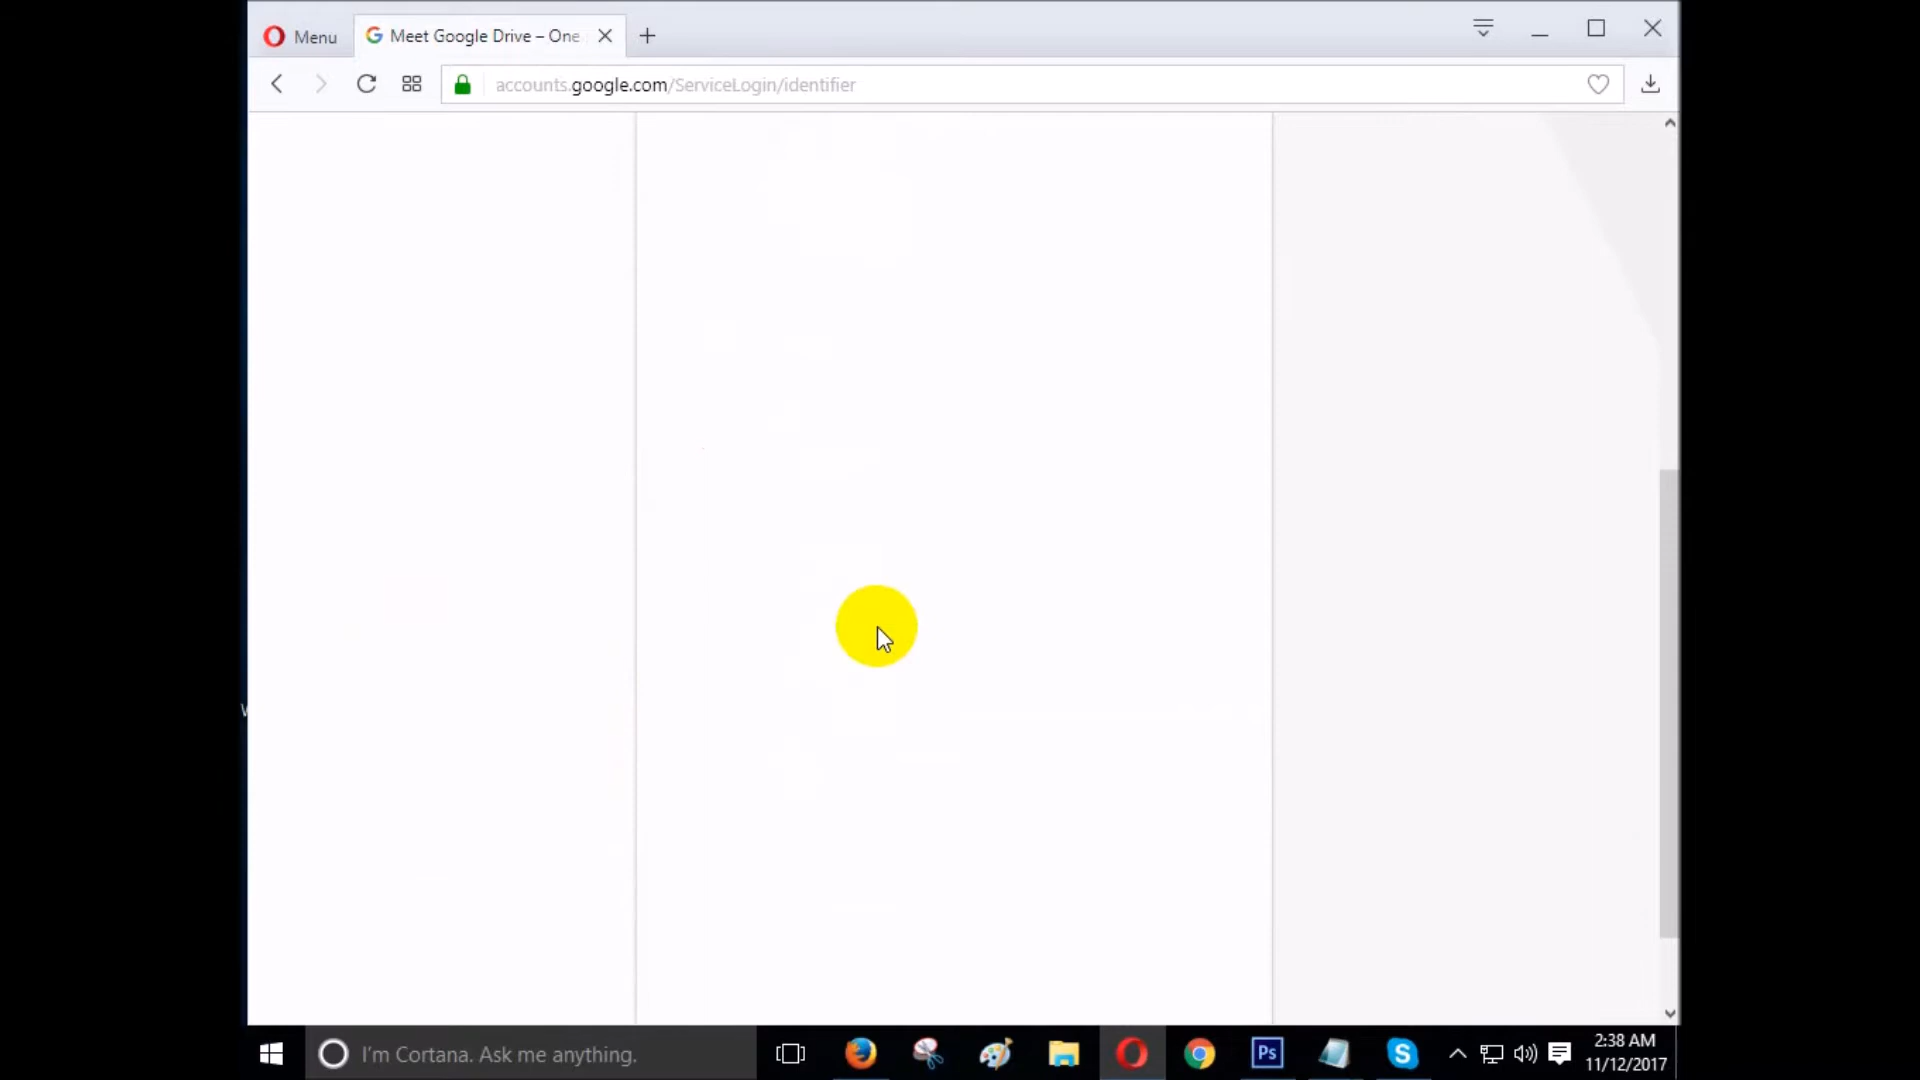 Menu
Meet Google Drive – One
accounts.google.com/ServiceLogin/identifier
W
I'm Cortana. Ask me anything.
Ps
2:38 AM
11/12/2017